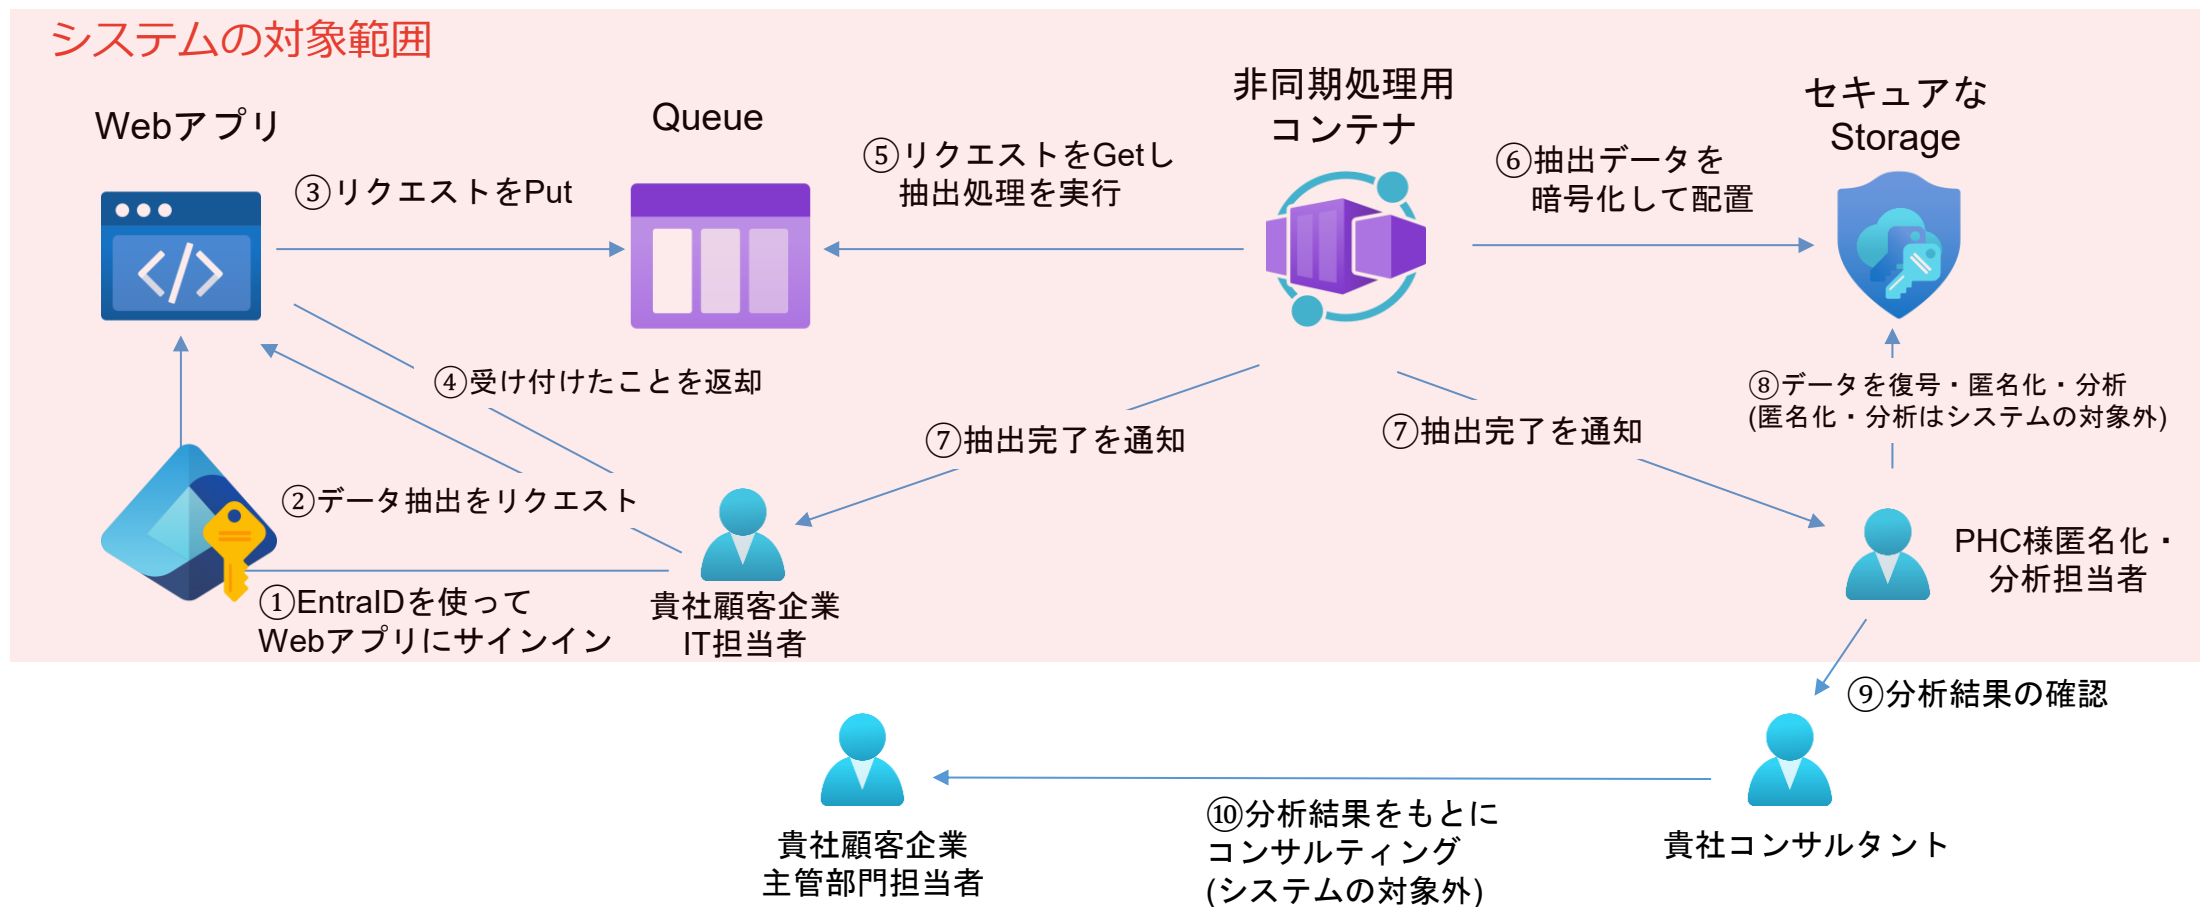 システムの対象範囲
Webアプリ
Queue
非同期処理用
コンテナ
セキュアな
Storage
③リクエストをPut
⑤リクエストをGetし
抽出処理を実行
⑥抽出データを
暗号化して配置
④受け付けたことを返却
⑦抽出完了を通知
⑦抽出完了を通知
⑧データを復号・匿名化・分析
(匿名化・分析はシステムの対象外)
②データ抽出をリクエスト
①EntraIDを使って
Webアプリにサインイン
貴社顧客企業
IT担当者
PHC様匿名化・
分析担当者
⑨分析結果の確認
⑩分析結果をもとに
コンサルティング
(システムの対象外)
貴社顧客企業
主管部門担当者
貴社コンサルタント